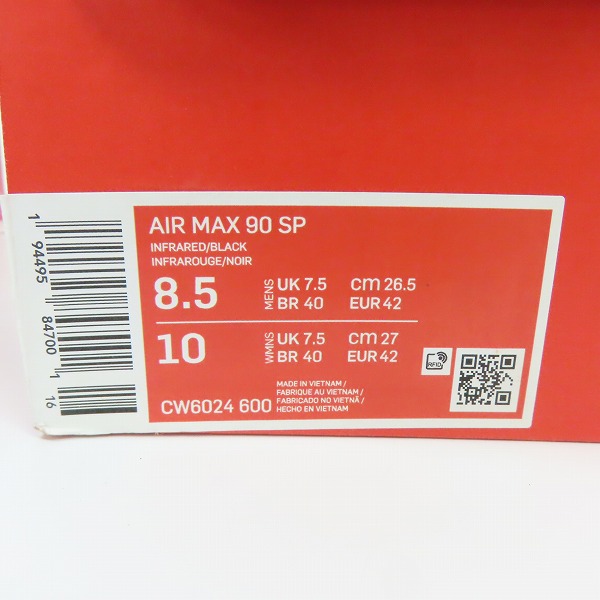 AIR MAX 90 SP
INFRARED/BLACK
INFRAROUGE/NOIR
8.5 MENS UK 7.5 CM 26.5
BR 40 EUR 42
10 WMNS UK 7.5 CM 27
BR 40 EUR 42
RFID
CW6024 600
MADE IN VIETNAM /
FABRIQUE AU VIETNAM /
FABRICADO NO VIETNÃ /
HECHO EN VIETNAM
1 94495 84700 1 16